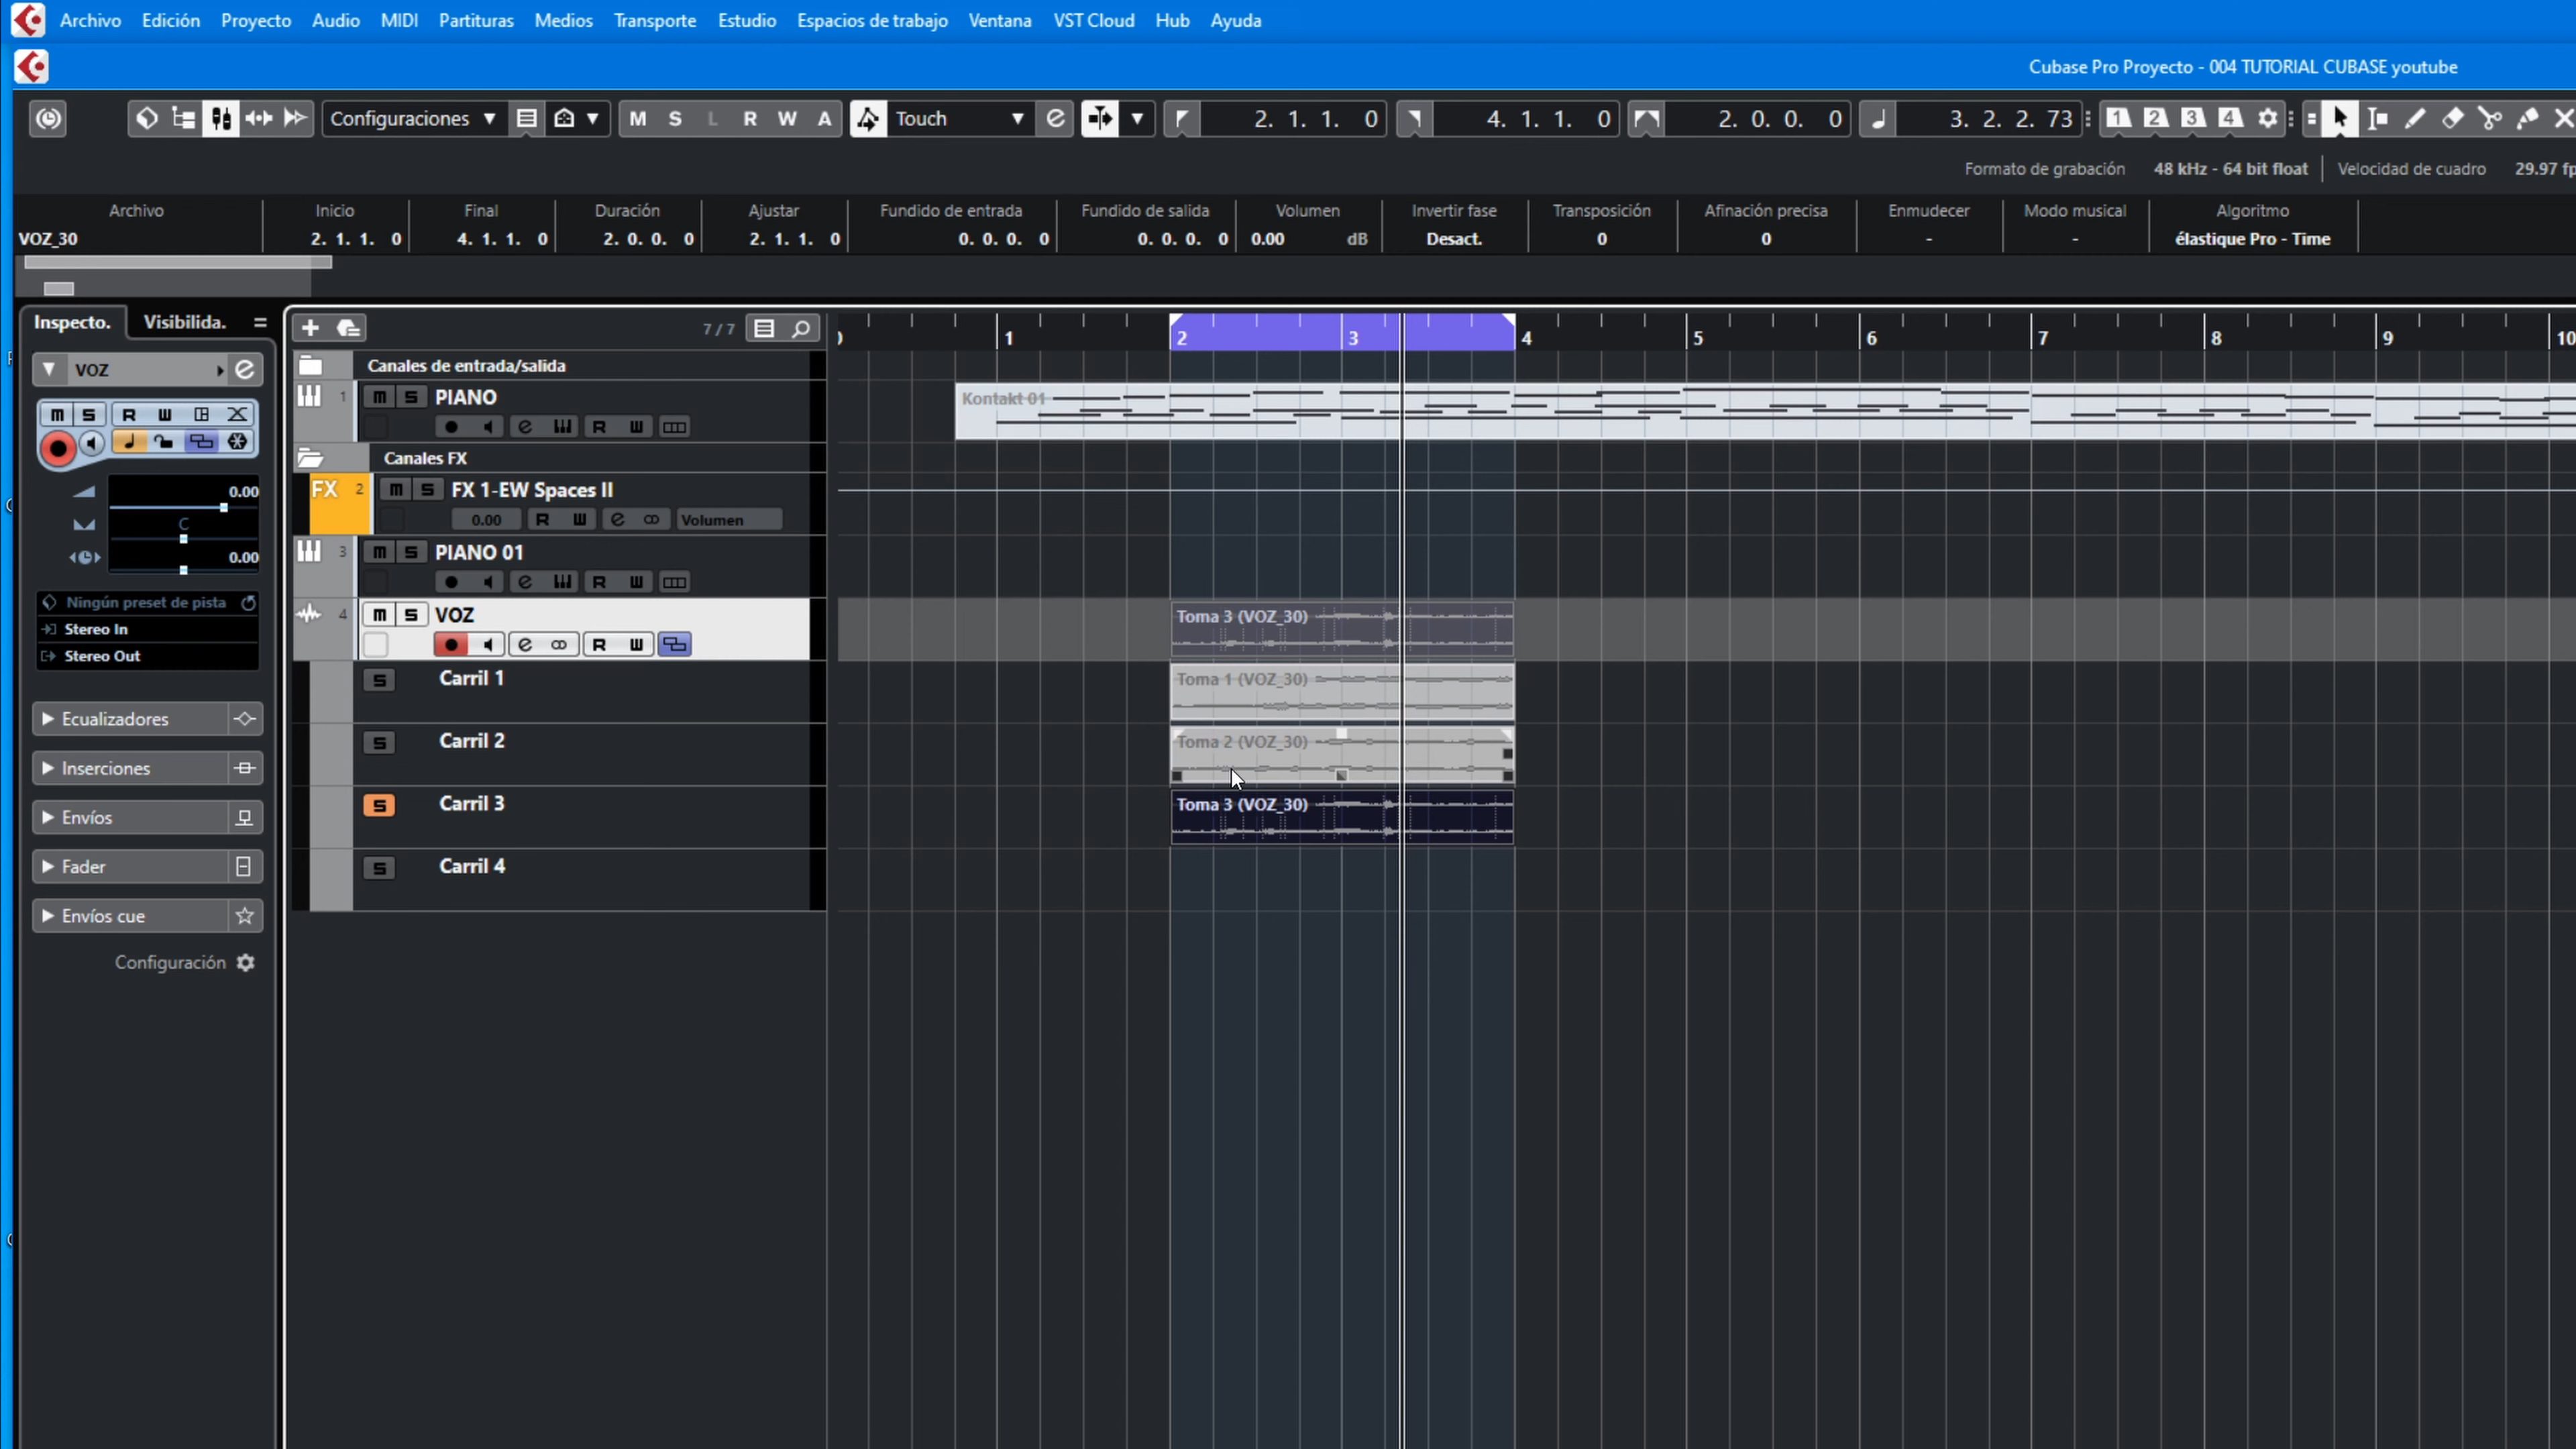 Archivo Edición Proyecto Audio MIDI Partituras Medios Transporte Estudio Espacios de trabajo Ventana VST Cloud Hub Ayuda
Cubase Pro Proyecto - 004 TUTORIAL CUBASE youtube
Configuraciones M S L R W A Touch 2. 1. 1. 0 4. 1. 1. 0 2. 0. 0. 0 3. 2. 2. 73 1 2 3 4
Formato de grabación 48 kHz - 64 bit float Velocidad de cuadro 29.97 fp
Archivo Inicio Final Duración Ajustar Fundido de entrada Fundido de salida Volumen Invertir fase Transposición Afinación precisa Enmudecer Modo musical Algoritmo
VOZ_30 2. 1. 1. 0 4. 1. 1. 0 2. 0. 0. 0 2. 1. 1. 0 0. 0. 0. 0 0. 0. 0. 0 0.00 dB Desact. 0 0 - - élastique Pro - Time
Inspecto. Visibilida. 7 / 7
1 2 3 4 5 6 7 8 9 10
VOZ
M S R W
0.00
C
0.00
Ningún preset de pista
Stereo In
Stereo Out
Ecualizadores
Inserciones
Envíos
Fader
Envíos cue
Configuración
Canales de entrada/salida
1 M S PIANO
R W
Kontakt 01
Canales FX
FX 2 M S FX 1-EW Spaces II
0.00 R W Volumen
3 M S PIANO 01
R W
4 M S VOZ
R W
Toma 3 (VOZ_30)
S Carril 1
Toma 1 (VOZ_30)
S Carril 2
Toma 2 (VOZ_30)
S Carril 3
Toma 3 (VOZ_30)
S Carril 4